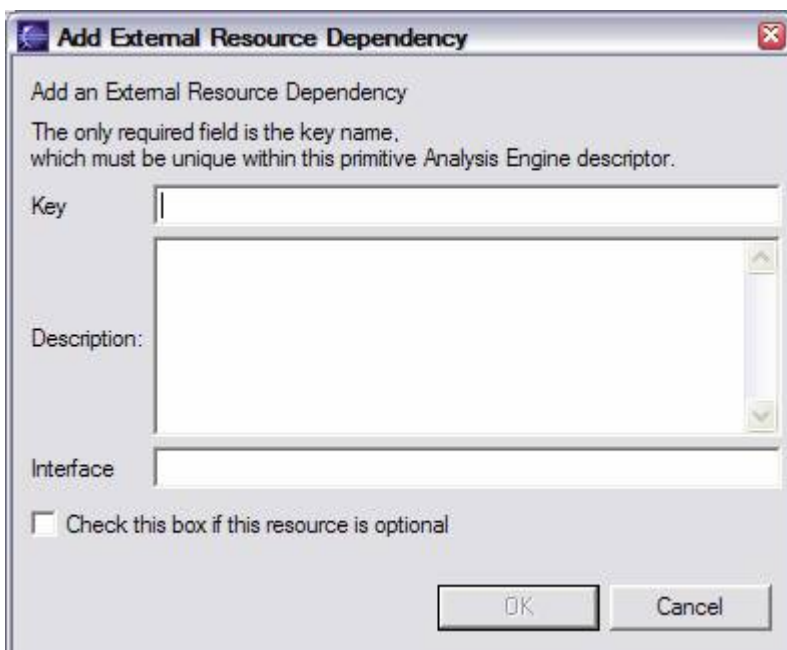 Add External Resource Dependency
Add an External Resource Dependency
The only required field is the key name,
which must be unique within this primitive Analysis Engine descriptor.
Key
Description:
Interface
Check this box if this resource is optional
OK Cancel